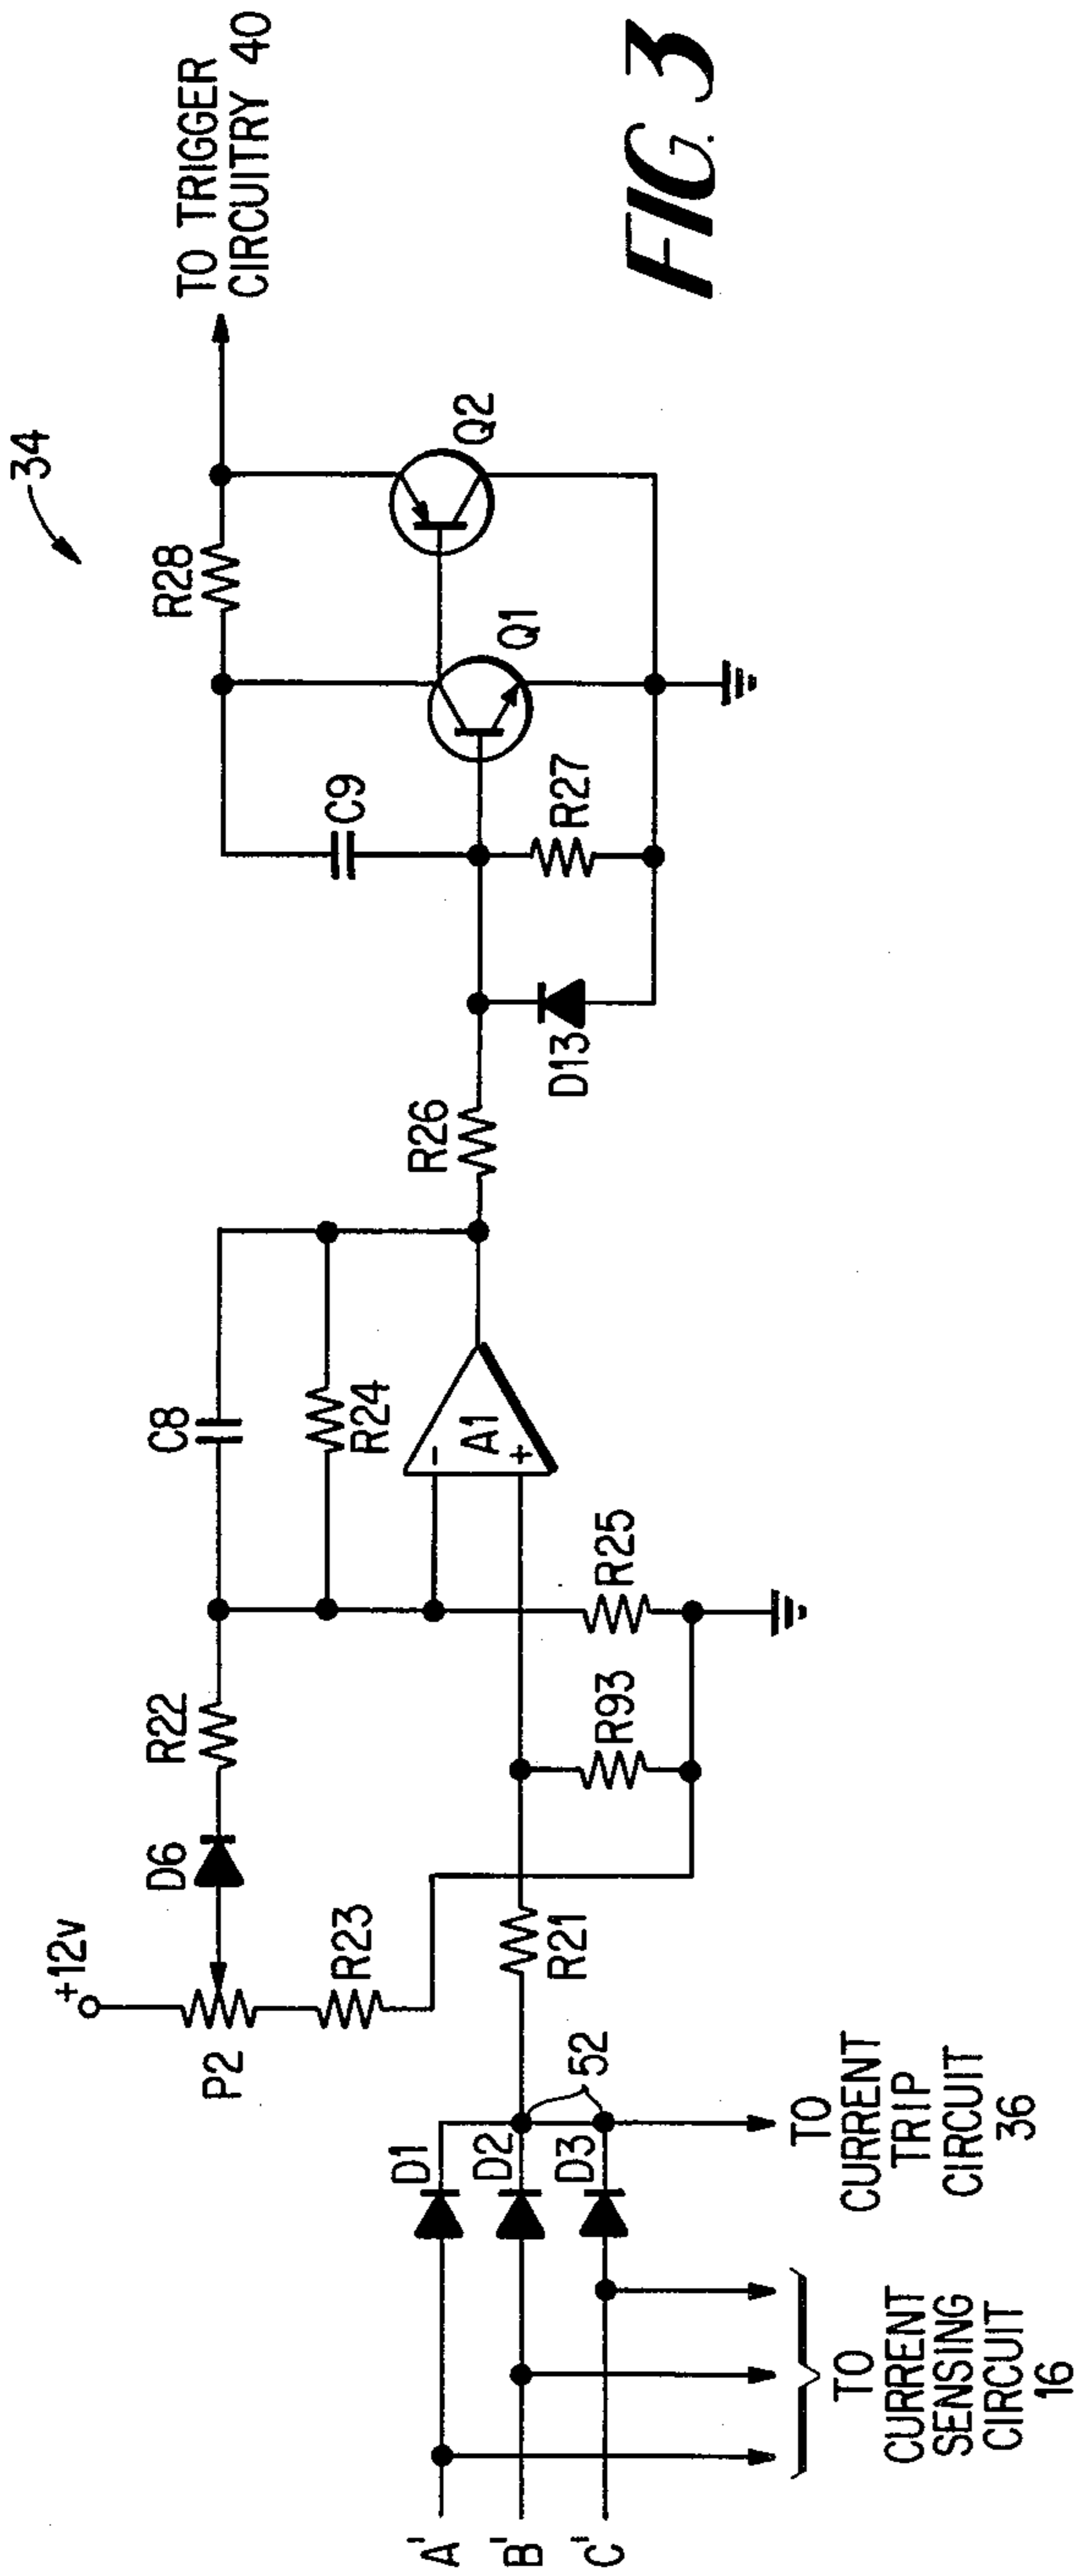 34
TO TRIGGER
CIRCUITRY 40
R28
C8
R22
D6
+12v
P2
R23
R24
R26
C9
Q1
Q2
A1
-
+
D13
R27
R25
R93
R21
52
D1
D2
D3
A'
B'
C'
TO
CURRENT
SENSING
CIRCUIT
16
TO
CURRENT
TRIP
CIRCUIT
36
FIG. 3